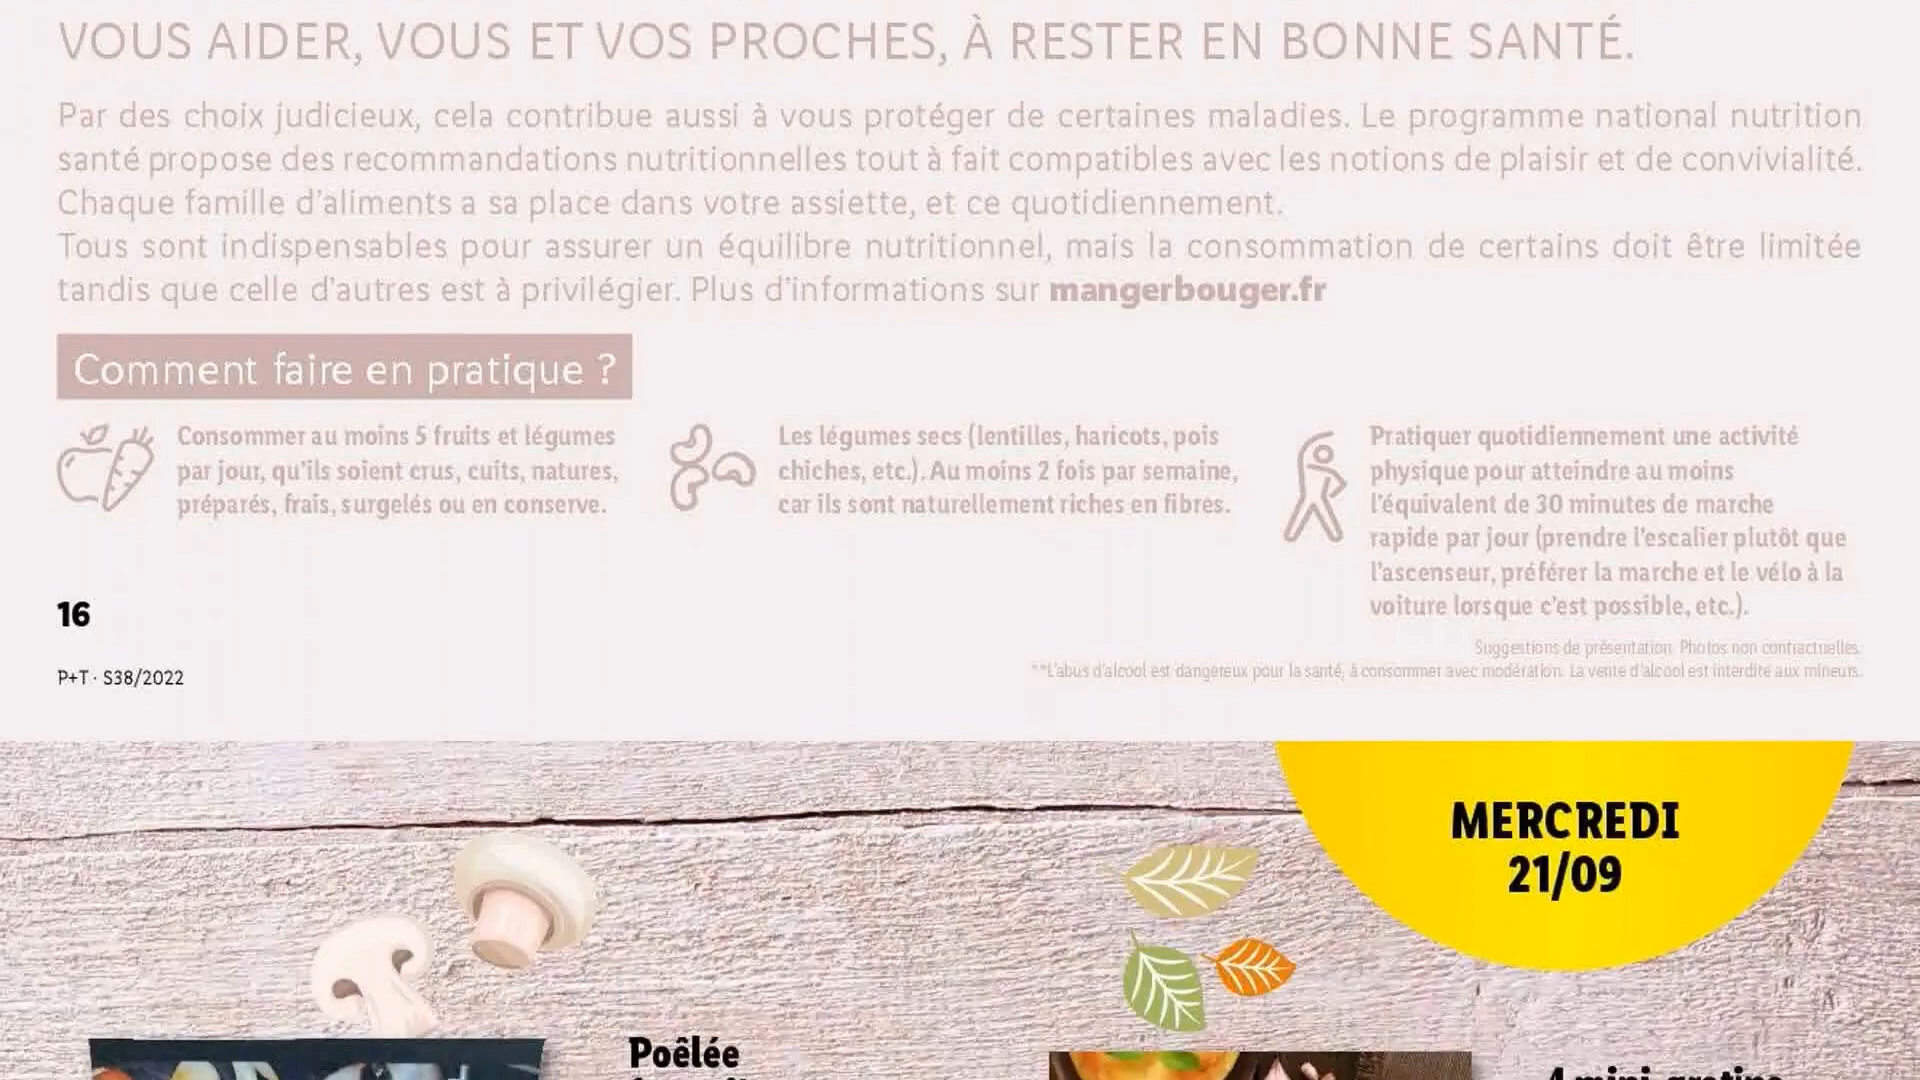 VOUS AIDER, VOUS ET VOS PROCHES, À RESTER EN BONNE SANTÉ.
Par des choix judicieux, cela contribue aussi à vous protéger de certaines maladies. Le programme national nutrition
santé propose des recommandations nutritionnelles tout à fait compatibles avec les notions de plaisir et de convivialité.
Chaque famille d'aliments a sa place dans votre assiette, et ce quotidiennement.
Tous sont indispensables pour assurer un équilibre nutritionnel, mais la consommation de certains doit être limitée
tandis que celle d'autres est à privilégier. Plus d'informations sur mangerbouger.fr
Comment faire en pratique ?
Consommer au moins 5 fruits et légumes
par jour, qu'ils soient crus, cuits, natures,
préparés, frais, surgelés ou en conserve.
Les légumes secs (lentilles, haricots, pois
chiches, etc.). Au moins 2 fois par semaine,
car ils sont naturellement riches en fibres.
Pratiquer quotidiennement une activité
physique pour atteindre au moins
l'équivalent de 30 minutes de marche
rapide par jour (prendre l'escalier plutôt que
l'ascenseur, préférer la marche et le vélo à la
voiture lorsque c'est possible, etc.).
16
P+T · S38/2022
Suggestions de présentation. Photos non contractuelles.
**L'abus d'alcool est dangereux pour la santé, à consommer avec modération. La vente d'alcool est interdite aux mineurs.
MERCREDI
21/09
Poêlée
4 mini-gratins